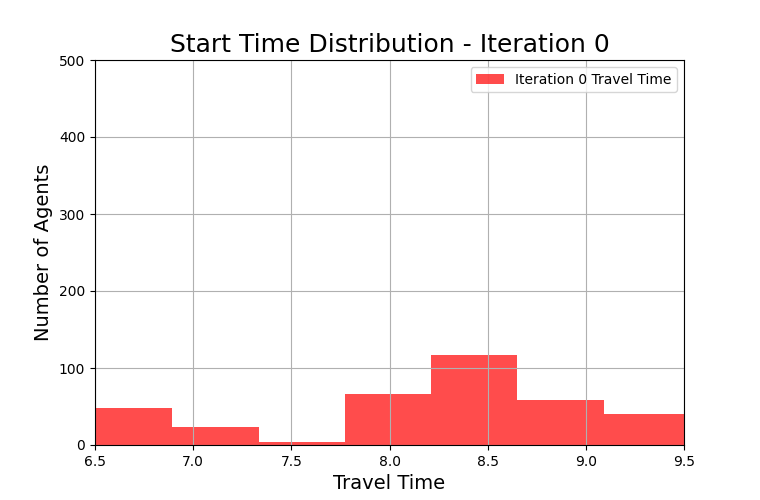 Start Time Distribution - Iteration 0
500
Iteration 0 Travel Time
400
300
200
100
0
Number of Agents
6.5 7.0 7.5 8.0 8.5 9.0 9.5
Travel Time